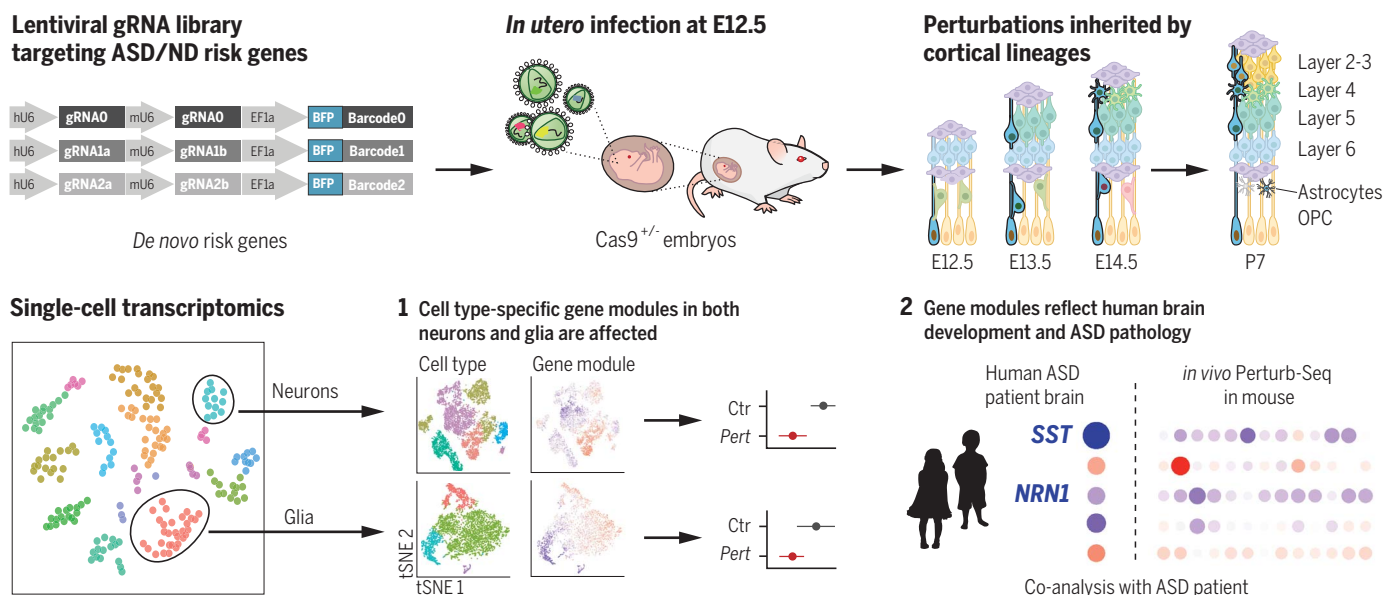 Lentiviral gRNA library
targeting ASD/ND risk genes
hU6 gRNA0 mU6 gRNA0 EF1a BFP Barcode0
hU6 gRNA1a mU6 gRNA1b EF1a BFP Barcode1
hU6 gRNA2a mU6 gRNA2b EF1a BFP Barcode2
De novo risk genes
In utero infection at E12.5
Cas9 +/- embryos
Perturbations inherited by
cortical lineages
Layer 2-3
Layer 4
Layer 5
Layer 6
Astrocytes
OPC
E12.5 E13.5 E14.5 P7
Single-cell transcriptomics
Neurons
Glia
1 Cell type-specific gene modules in both
neurons and glia are affected
Cell type Gene module
Ctr
Pert
Ctr
Pert
tSNE 2
tSNE 1
2 Gene modules reflect human brain
development and ASD pathology
Human ASD
patient brain
in vivo Perturb-Seq
in mouse
SST
NRN1
Co-analysis with ASD patient